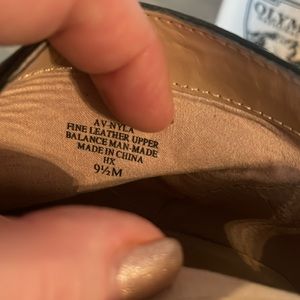 AV-NYLA
FINE LEATHER UPPER
BALANCE MAN-MADE
MADE IN CHINA
HX
9½M